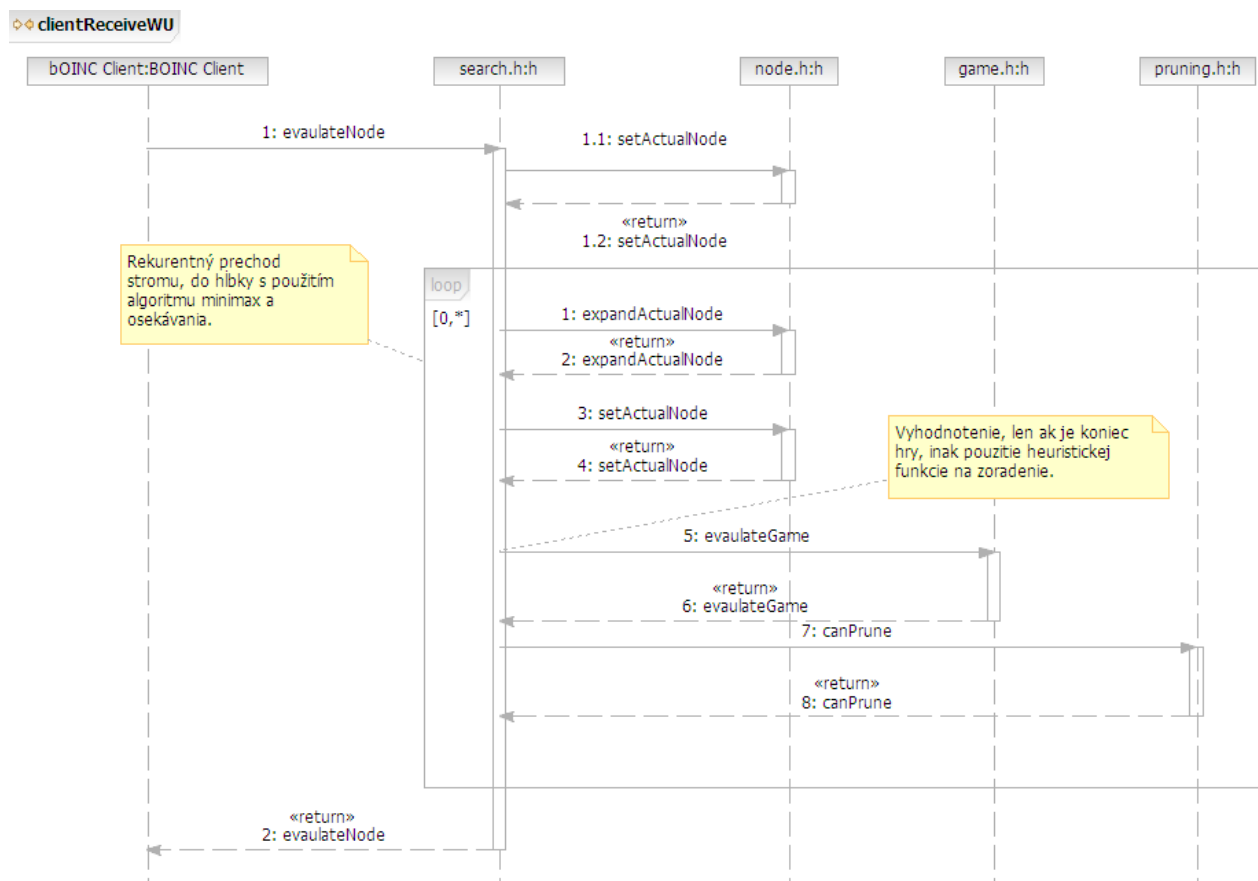 clientReceiveWU
bOINC Client:BOINC Client
search.h:h
node.h:h
game.h:h
pruning.h:h
1: evaulateNode
1.1: setActualNode
«return»
1.2: setActualNode
Rekurentný prechod
stromu, do hĺbky s použitím
algoritmu minimax a
osekávania.
loop
[0,*]
1: expandActualNode
«return»
2: expandActualNode
3: setActualNode
«return»
4: setActualNode
Vyhodnotenie, len ak je koniec
hry, inak pouzitie heuristickej
funkcie na zoradenie.
5: evaulateGame
«return»
6: evaulateGame
7: canPrune
«return»
8: canPrune
«return»
2: evaulateNode